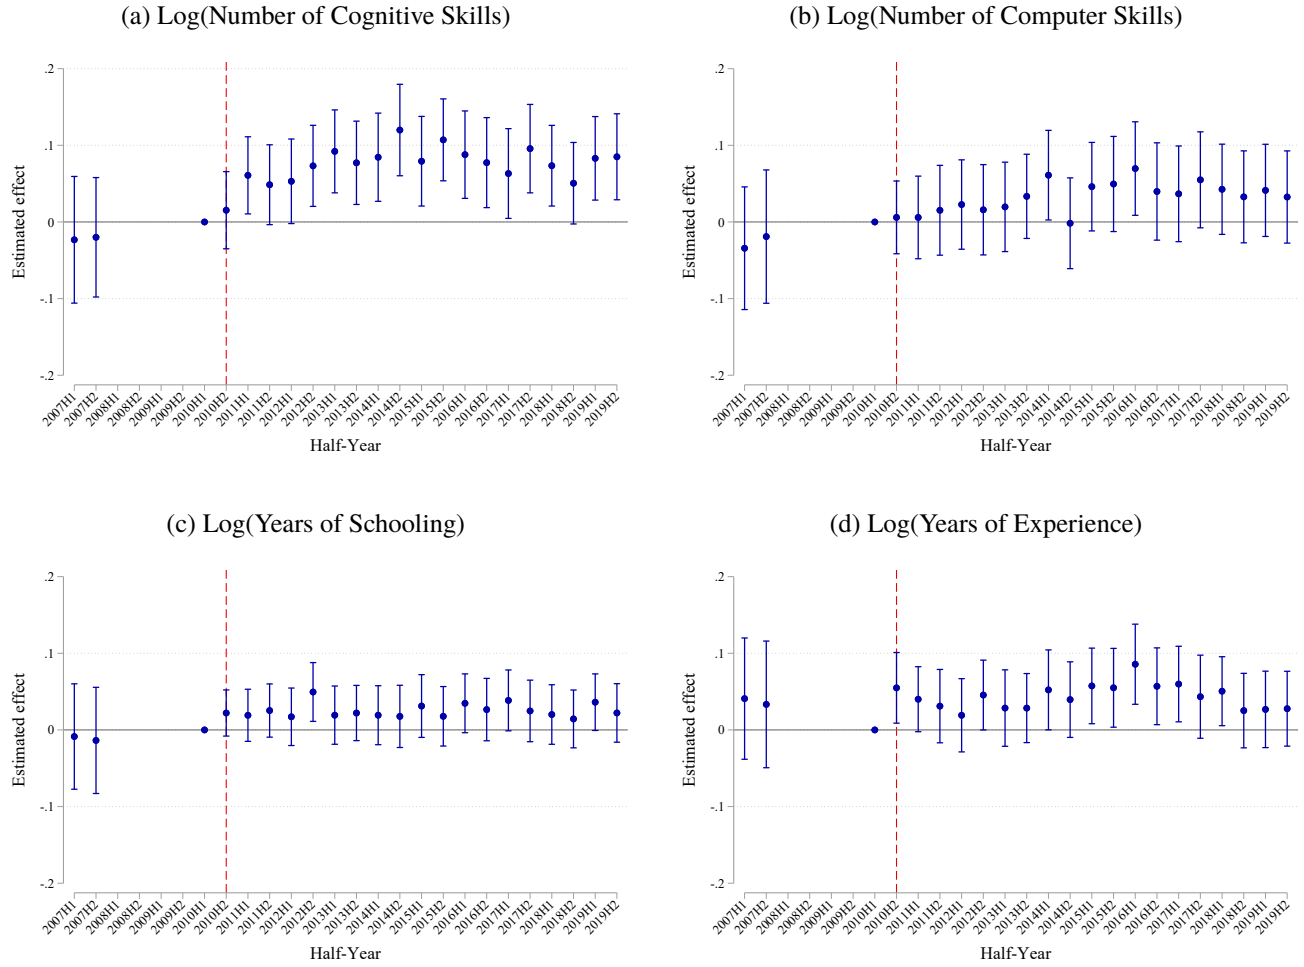 (a) Log(Number of Cognitive Skills)
.2
.1
0
-.1
-.2
Estimated effect
2007H1 2007H2 2008H1 2008H2 2009H1 2009H2 2010H1 2010H2 2011H1 2011H2 2012H1 2012H2 2013H1 2013H2 2014H1 2014H2 2015H1 2015H2 2016H1 2016H2 2017H1 2017H2 2018H1 2018H2 2019H1 2019H2
Half-Year
(b) Log(Number of Computer Skills)
.2
.1
0
-.1
-.2
Estimated effect
2007H1 2007H2 2008H1 2008H2 2009H1 2009H2 2010H1 2010H2 2011H1 2011H2 2012H1 2012H2 2013H1 2013H2 2014H1 2014H2 2015H1 2015H2 2016H1 2016H2 2017H1 2017H2 2018H1 2018H2 2019H1 2019H2
Half-Year
(c) Log(Years of Schooling)
.2
.1
0
-.1
-.2
Estimated effect
2007H1 2007H2 2008H1 2008H2 2009H1 2009H2 2010H1 2010H2 2011H1 2011H2 2012H1 2012H2 2013H1 2013H2 2014H1 2014H2 2015H1 2015H2 2016H1 2016H2 2017H1 2017H2 2018H1 2018H2 2019H1 2019H2
Half-Year
(d) Log(Years of Experience)
.2
.1
0
-.1
-.2
Estimated effect
2007H1 2007H2 2008H1 2008H2 2009H1 2009H2 2010H1 2010H2 2011H1 2011H2 2012H1 2012H2 2013H1 2013H2 2014H1 2014H2 2015H1 2015H2 2016H1 2016H2 2017H1 2017H2 2018H1 2018H2 2019H1 2019H2
Half-Year